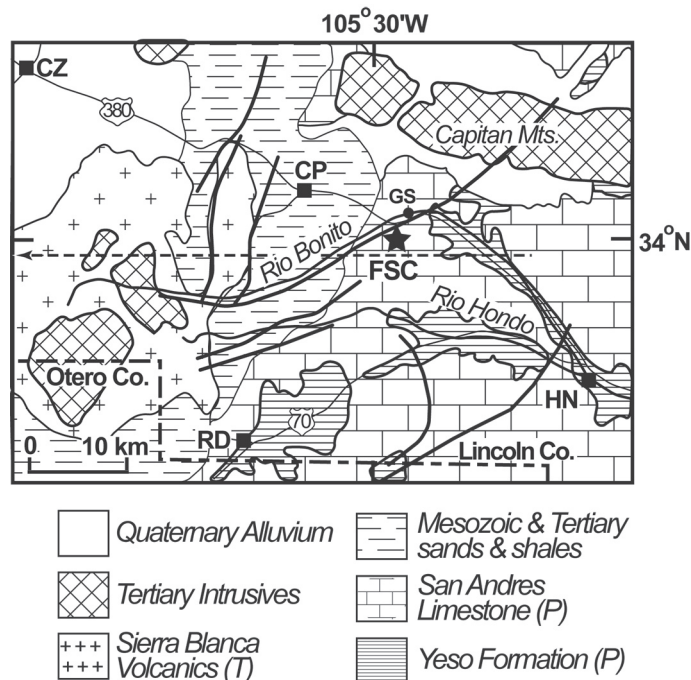 105°30'W
CZ
380
Capitan Mts.
CP
GS
Rio Bonito
34°N
FSC
Rio Hondo
Otero Co.
HN
70
RD
0 10 km
Lincoln Co.
Quaternary Alluvium
Mesozoic & Tertiary
sands & shales
Tertiary Intrusives
San Andres
Limestone (P)
Sierra Blanca
Volcanics (T)
Yeso Formation (P)